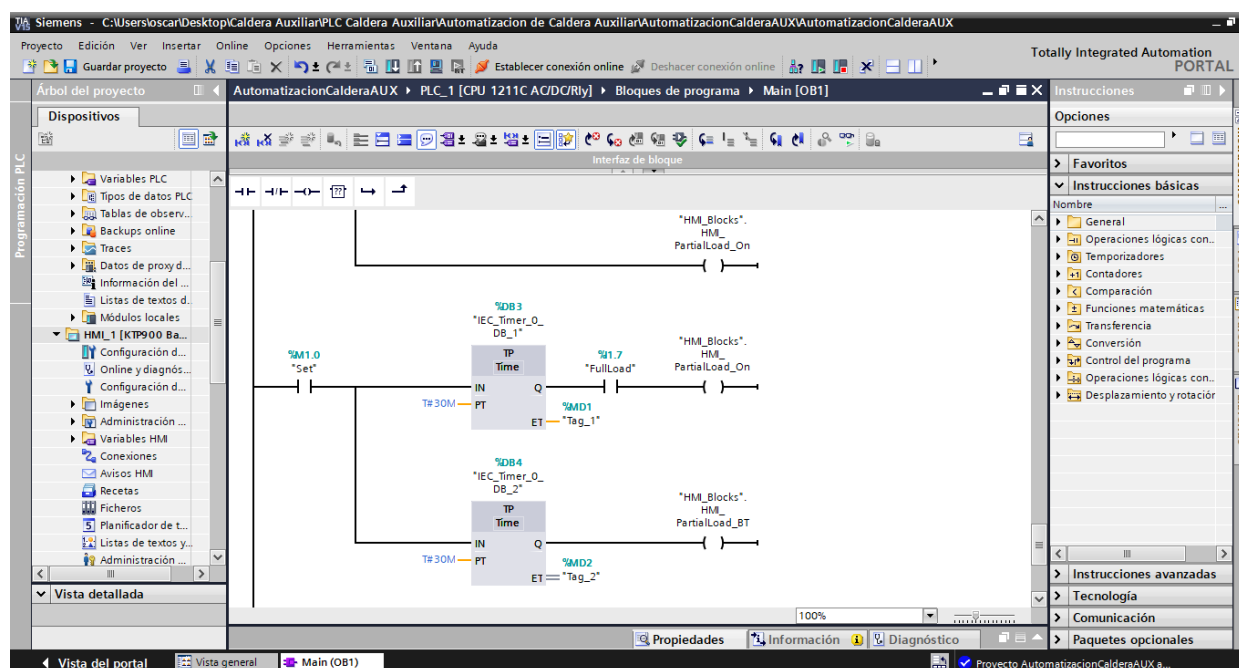 Siemens - C:\Users\oscar\Desktop\Caldera Auxiliar\PLC Caldera Auxiliar\Automatizacion de Caldera Auxiliar\AutomatizacionCalderaAUX\AutomatizacionCalderaAUX
Proyecto Edición Ver Insertar Online Opciones Herramientas Ventana Ayuda
Totally Integrated Automation
PORTAL
Guardar proyecto
Establecer conexión online
Deshacer conexión online
Árbol del proyecto
AutomatizacionCalderaAUX ▸ PLC_1 [CPU 1211C AC/DC/Rly] ▸ Bloques de programa ▸ Main [OB1]
Instrucciones
Dispositivos
Opciones
Interfaz de bloque
Programación PLC
Variables PLC
Tipos de datos PLC
Tablas de observ...
Backups online
Traces
Datos de proxy d...
Información del ...
Listas de textos d..
Módulos locales
HMI_1 [KTP900 Ba...
Configuración d...
Online y diagnós...
Configuración d...
Imágenes
Administración ...
Variables HMI
Conexiones
Avisos HMI
Recetas
Ficheros
Planificador de t...
Listas de textos y...
Administración ...
Vista detallada
"HMI_Blocks".
HMI_
PartialLoad_On
%DB3
"IEC_Timer_0_
DB_1"
TP
Time
%M1.0
"Set"
%I1.7
"FullLoad"
"HMI_Blocks".
HMI_
PartialLoad_On
IN Q
T#30M PT
%MD1
ET "Tag_1"
%DB4
"IEC_Timer_0_
DB_2"
TP
Time
"HMI_Blocks".
HMI_
PartialLoad_BT
IN Q
T#30M PT
%MD2
ET "Tag_2"
100%
Favoritos
Instrucciones básicas
Nombre ...
General
Operaciones lógicas con..
Temporizadores
Contadores
Comparación
Funciones matemáticas
Transferencia
Conversión
Control del programa
Operaciones lógicas con..
Desplazamiento y rotación
Instrucciones avanzadas
Tecnología
Comunicación
Paquetes opcionales
Propiedades
Información
Diagnóstico
Vista del portal
Vista general
Main (OB1)
Proyecto AutomatizacionCalderaAUX a...